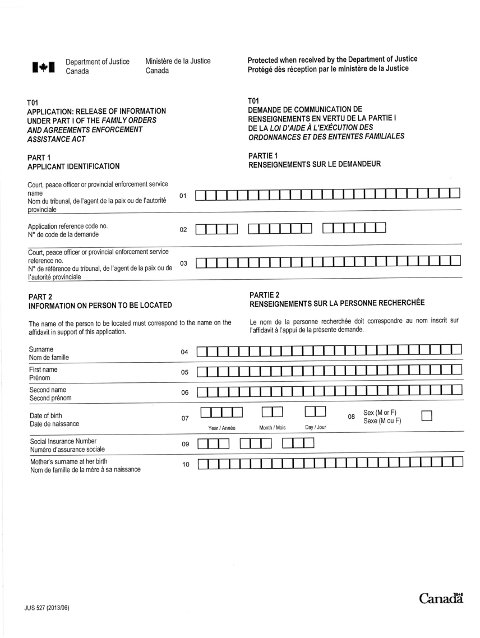 Department of Justice
Canada
Ministère de la Justice
Canada
Protected when received by the Department of Justice
Protégé dès réception par le ministère de la Justice
T01
APPLICATION: RELEASE OF INFORMATION
UNDER PART I OF THE FAMILY ORDERS
AND AGREEMENTS ENFORCEMENT
ASSISTANCE ACT
T01
DEMANDE DE COMMUNICATION DE
RENSEIGNEMENTS EN VERTU DE LA PARTIE I
DE LA LOI D'AIDE À L'EXÉCUTION DES
ORDONNANCES ET DES ENTENTES FAMILIALES
PART 1
APPLICANT IDENTIFICATION
PARTIE 1
RENSEIGNEMENTS SUR LE DEMANDEUR
Court, peace officer or provincial enforcement service
name
Nom du tribunal, de l'agent de la paix ou de l'autorité
provinciale
01
Application reference code no.
N° de code de la demande
02
Court, peace officer or provincial enforcement service
reference no.
N° de référence du tribunal, de l'agent de la paix ou de
l'autorité provinciale
03
PART 2
INFORMATION ON PERSON TO BE LOCATED
PARTIE 2
RENSEIGNEMENTS SUR LA PERSONNE RECHERCHÉE
The name of the person to be located must correspond to the name on the
affidavit in support of this application.
Le nom de la personne recherchée doit correspondre au nom inscrit sur
l'affidavit à l'appui de la présente demande.
Surname
Nom de famille
04
First name
Prénom
05
Second name
Second prénom
06
Date of birth
Date de naissance
07
Year / Année
Month / Mois
Day / Jour
08
Sex (M or F)
Sexe (M ou F)
Social Insurance Number
Numéro d'assurance sociale
09
Mother's surname at her birth
Nom de famille de la mère à sa naissance
10
JUS 527 (2013/06)
Canada